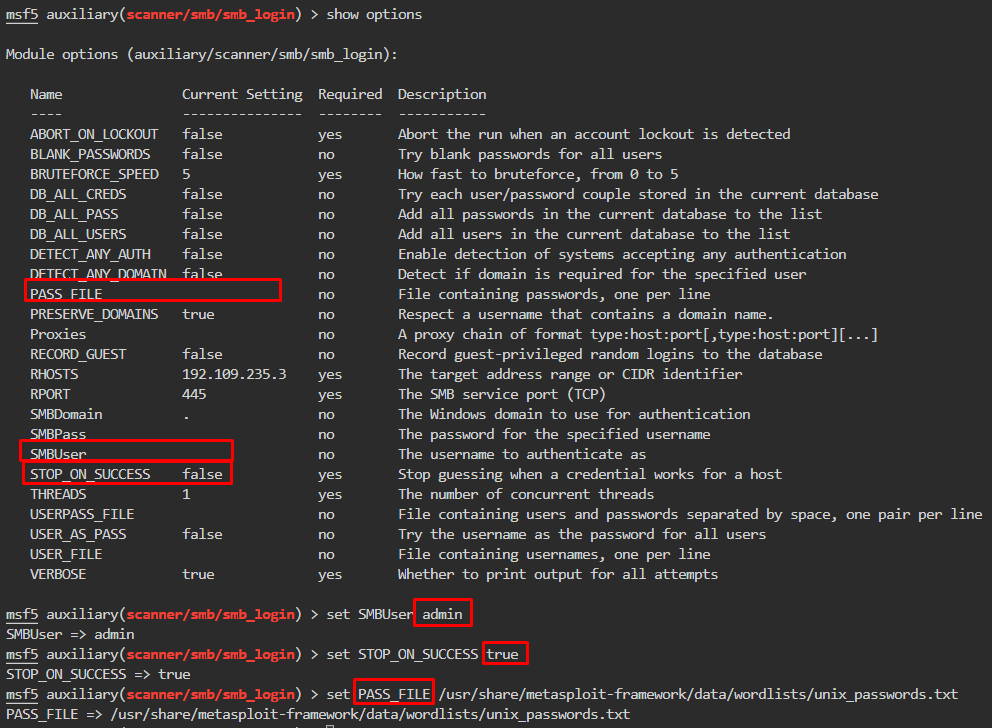 msf5 auxiliary(scanner/smb/smb_login) > show options
Module options (auxiliary/scanner/smb/smb_login):
Name Current Setting Required Description
---- --------------- -------- -----------
ABORT_ON_LOCKOUT false yes Abort the run when an account lockout is detected
BLANK_PASSWORDS false no Try blank passwords for all users
BRUTEFORCE_SPEED 5 yes How fast to bruteforce, from 0 to 5
DB_ALL_CREDS false no Try each user/password couple stored in the current database
DB_ALL_PASS false no Add all passwords in the current database to the list
DB_ALL_USERS false no Add all users in the current database to the list
DETECT_ANY_AUTH false no Enable detection of systems accepting any authentication
DETECT_ANY_DOMAIN false no Detect if domain is required for the specified user
PASS_FILE no File containing passwords, one per line
PRESERVE_DOMAINS true no Respect a username that contains a domain name.
Proxies no A proxy chain of format type:host:port[,type:host:port][...]
RECORD_GUEST false no Record guest-privileged random logins to the database
RHOSTS 192.109.235.3 yes The target address range or CIDR identifier
RPORT 445 yes The SMB service port (TCP)
SMBDomain . no The Windows domain to use for authentication
SMBPass no The password for the specified username
SMBUser no The username to authenticate as
STOP_ON_SUCCESS false yes Stop guessing when a credential works for a host
THREADS 1 yes The number of concurrent threads
USERPASS_FILE no File containing users and passwords separated by space, one pair per line
USER_AS_PASS false no Try the username as the password for all users
USER_FILE no File containing usernames, one per line
VERBOSE true yes Whether to print output for all attempts
msf5 auxiliary(scanner/smb/smb_login) > set SMBUser admin
SMBUser => admin
msf5 auxiliary(scanner/smb/smb_login) > set STOP_ON_SUCCESS true
STOP_ON_SUCCESS => true
msf5 auxiliary(scanner/smb/smb_login) > set PASS_FILE /usr/share/metasploit-framework/data/wordlists/unix_passwords.txt
PASS_FILE => /usr/share/metasploit-framework/data/wordlists/unix_passwords.txt